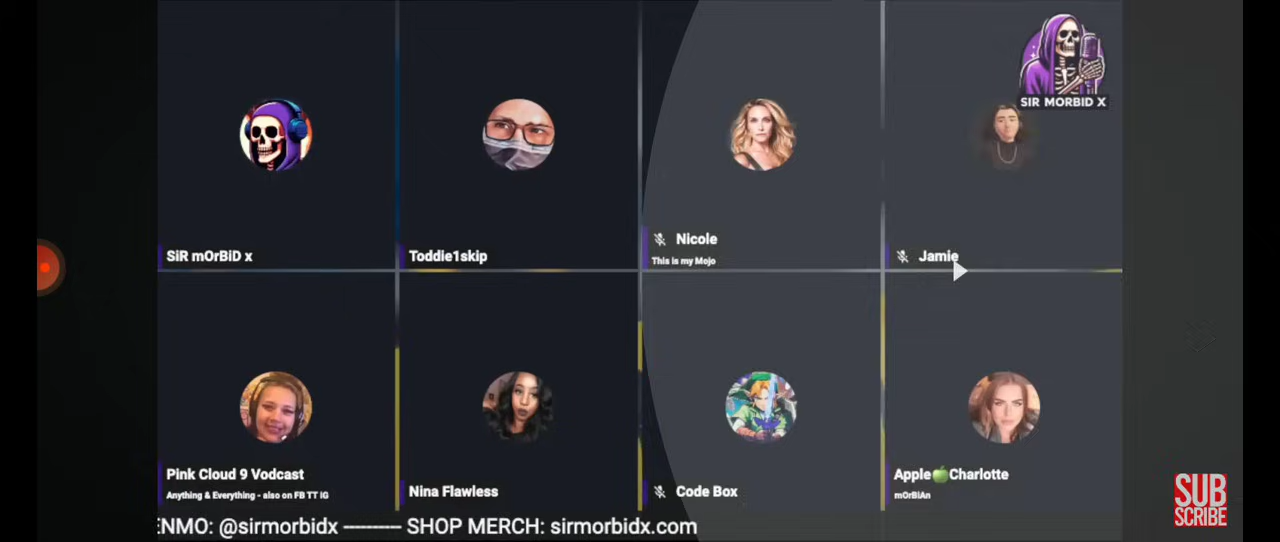 SIR MORBID X
SiR mOrBiD x
Toddie1skip
Nicole
This is my Mojo
Jamie
Pink Cloud 9 Vodcast
Anything & Everything - also on FB TT IG
Nina Flawless
Code Box
Apple🍏Charlotte
mOrBiAn
ENMO: @sirmorbidx ---------- SHOP MERCH: sirmorbidx.com
SUB
SCRIBE